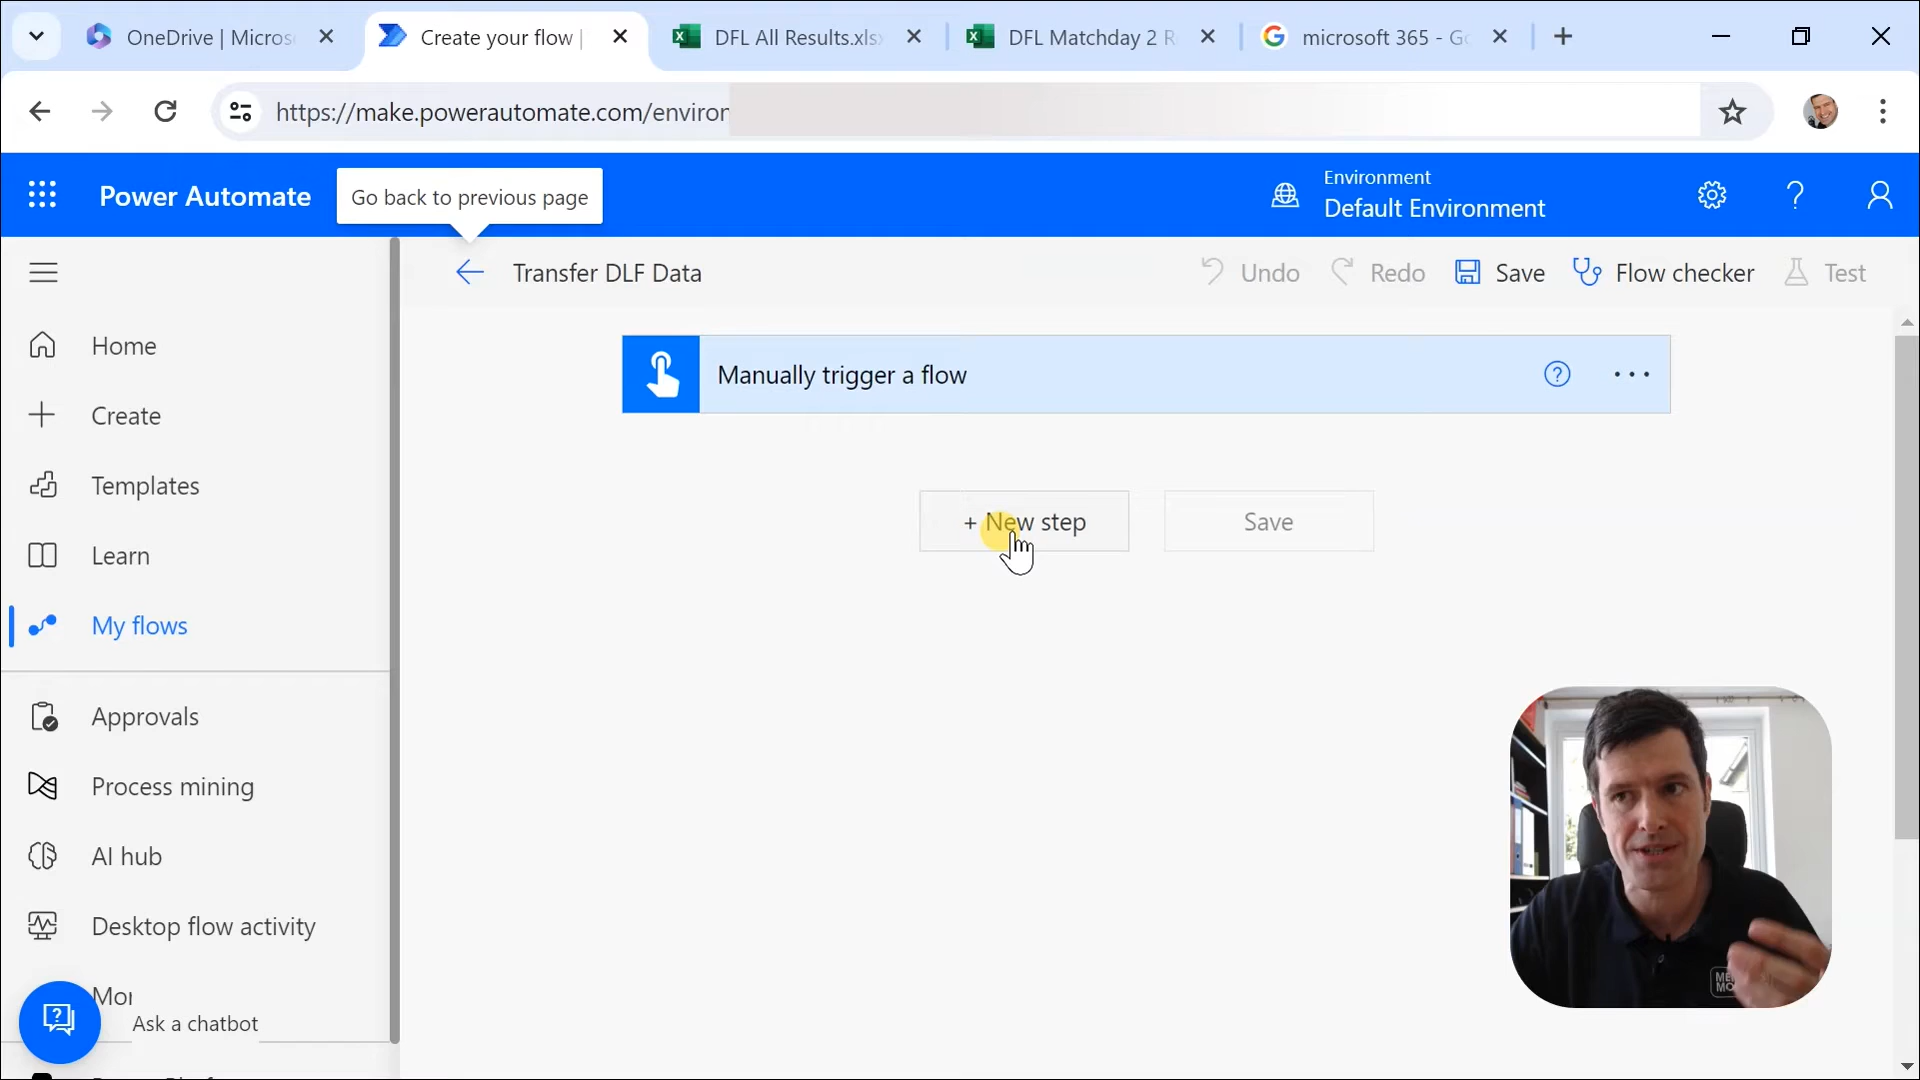 OneDrive | Micros
Create your flow |
DFL All Results.xlsx
DFL Matchday 2 R
microsoft 365 - Go
https://make.powerautomate.com/environ
Power Automate
Go back to previous page
Environment
Default Environment
Transfer DLF Data
Undo
Redo
Save
Flow checker
Test
Home
Create
Templates
Learn
My flows
Approvals
Process mining
AI hub
Desktop flow activity
Ask a chatbot
Manually trigger a flow
+ New step
Save